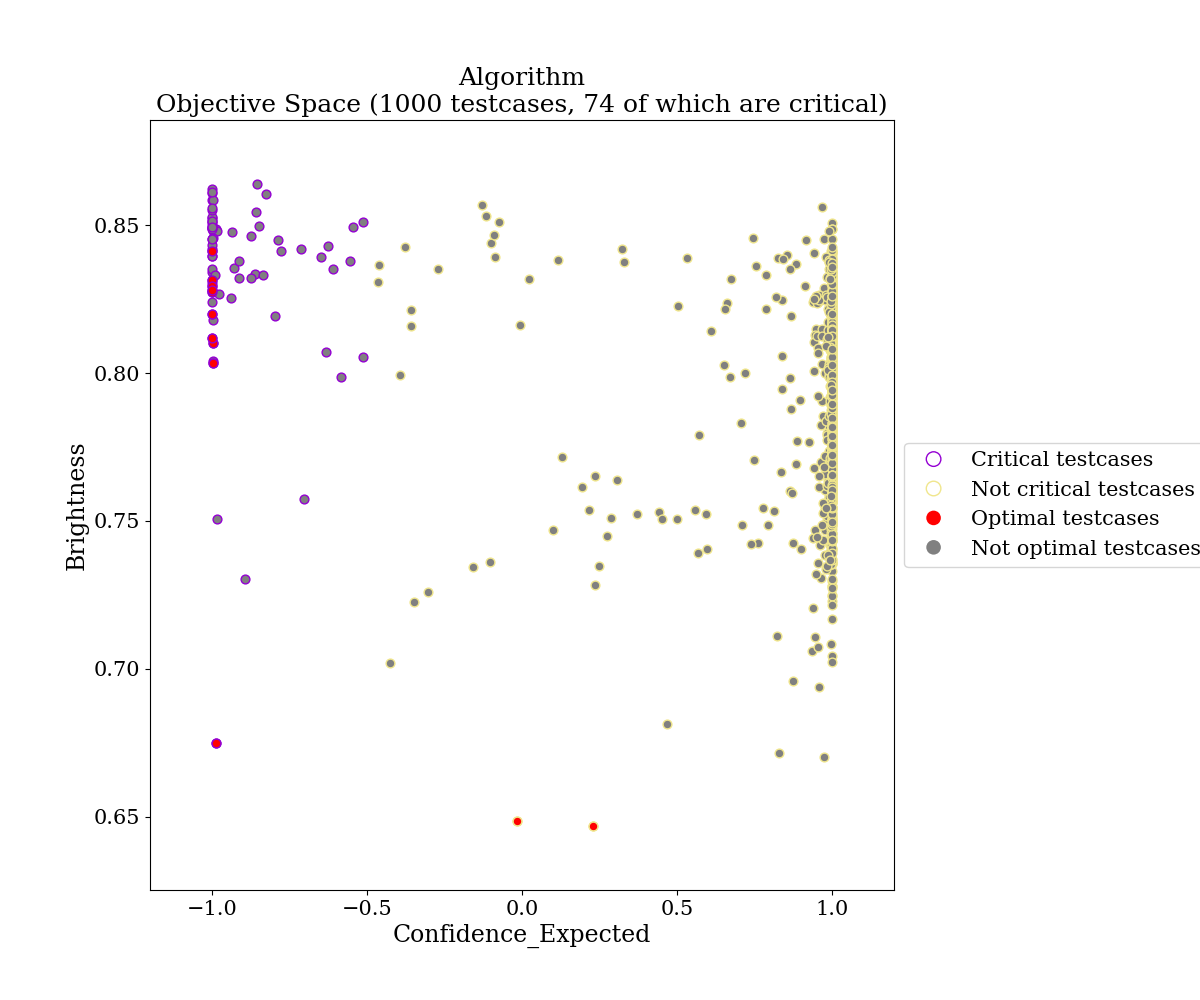 Algorithm
Objective Space (1000 testcases, 74 of which are critical)
0.85
0.80
0.75
0.70
0.65
Brightness
−1.0
−0.5
0.0
0.5
1.0
Confidence_Expected
Critical testcases
Not critical testcases
Optimal testcases
Not optimal testcases